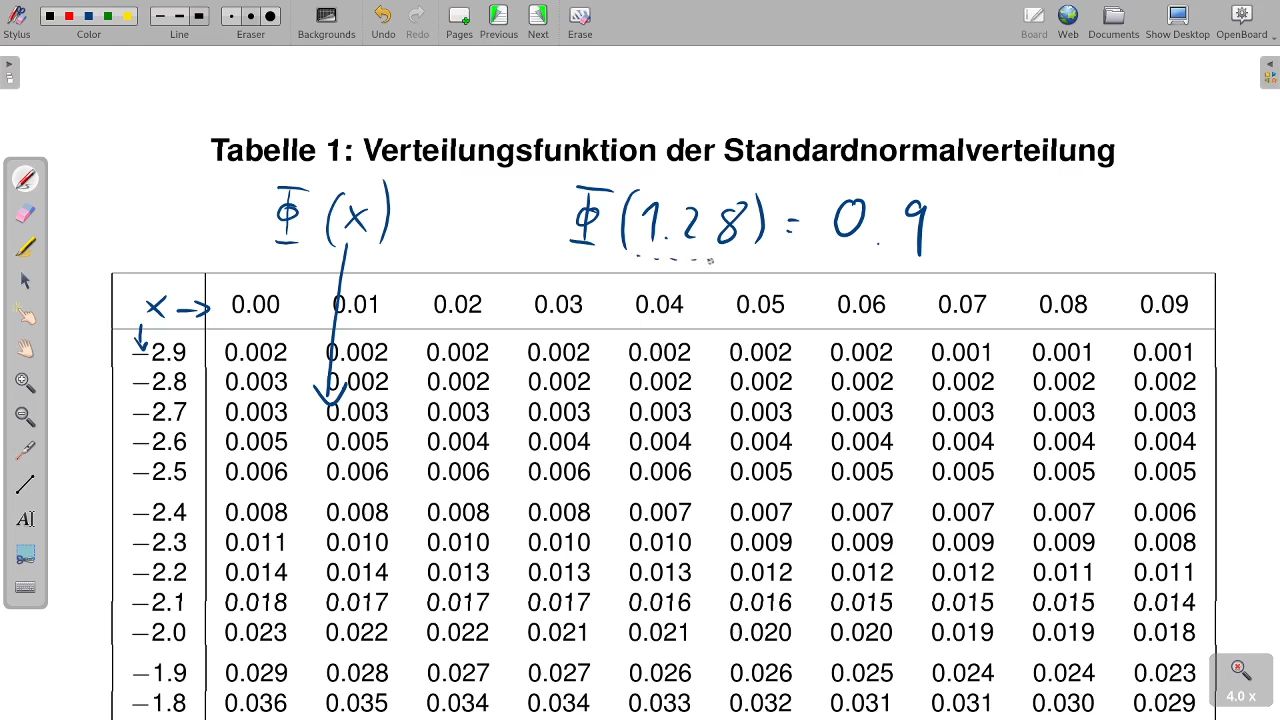 Stylus Color Line Eraser Backgrounds Undo Redo Pages Previous Next Erase Board Web Documents Show Desktop OpenBoard
Tabelle 1: Verteilungsfunktion der Standardnormalverteilung
Φ(x) Φ(1.28) = 0.9
x → 0.00 0.01 0.02 0.03 0.04 0.05 0.06 0.07 0.08 0.09
−2.9 0.002 0.002 0.002 0.002 0.002 0.002 0.002 0.001 0.001 0.001
−2.8 0.003 0.002 0.002 0.002 0.002 0.002 0.002 0.002 0.002 0.002
−2.7 0.003 0.003 0.003 0.003 0.003 0.003 0.003 0.003 0.003 0.003
−2.6 0.005 0.005 0.004 0.004 0.004 0.004 0.004 0.004 0.004 0.004
−2.5 0.006 0.006 0.006 0.006 0.006 0.005 0.005 0.005 0.005 0.005
−2.4 0.008 0.008 0.008 0.008 0.007 0.007 0.007 0.007 0.007 0.006
−2.3 0.011 0.010 0.010 0.010 0.010 0.009 0.009 0.009 0.009 0.008
−2.2 0.014 0.014 0.013 0.013 0.013 0.012 0.012 0.012 0.011 0.011
−2.1 0.018 0.017 0.017 0.017 0.016 0.016 0.015 0.015 0.015 0.014
−2.0 0.023 0.022 0.022 0.021 0.021 0.020 0.020 0.019 0.019 0.018
−1.9 0.029 0.028 0.027 0.027 0.026 0.026 0.025 0.024 0.024 0.023
−1.8 0.036 0.035 0.034 0.034 0.033 0.032 0.031 0.031 0.030 0.029
4.0 x